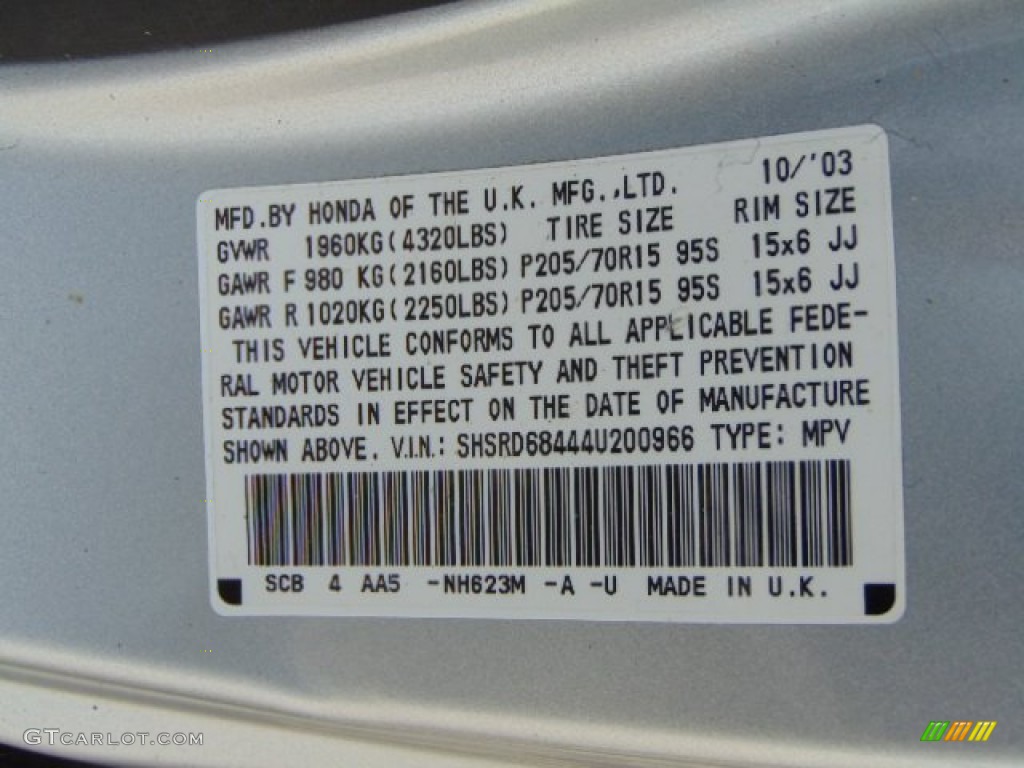 10/'03
MFD.BY HONDA OF THE U.K. MFG.,LTD.
GVWR 1960KG(4320LBS) TIRE SIZE RIM SIZE
GAWR F 980 KG(2160LBS) P205/70R15 95S 15x6 JJ
GAWR R 1020KG(2250LBS) P205/70R15 95S 15x6 JJ
THIS VEHICLE CONFORMS TO ALL APPLICABLE FEDE-
RAL MOTOR VEHICLE SAFETY AND THEFT PREVENTION
STANDARDS IN EFFECT ON THE DATE OF MANUFACTURE
SHOWN ABOVE. V.I.N.: SHSRD68444U200966 TYPE: MPV
SCB 4 AA5 -NH623M -A -U MADE IN U.K.
GTCARLOT.COM